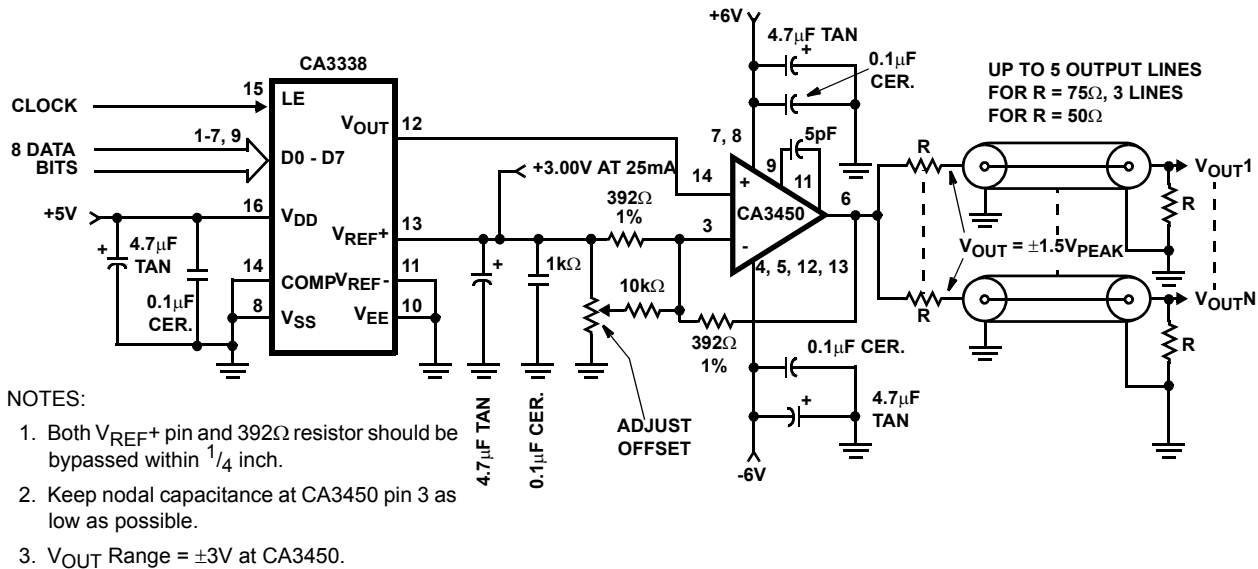 +6V
4.7µF TAN
+
0.1µF
CER.
UP TO 5 OUTPUT LINES
FOR R = 75Ω, 3 LINES
FOR R = 50Ω
CA3338
15
LE
CLOCK
VOUT
12
7, 8
5pF
R
1-7, 9
8 DATA
BITS
D0 - D7
+3.00V AT 25mA
14
9
11
+
CA3450
6
VOUT1
392Ω
1%
3
-
R
+5V
16
VDD
13
VREF+
+
4.7µF
TAN
+
1kΩ
4, 5, 12, 13
VOUT = ±1.5VPEAK
14
COMP
VREF-
11
10kΩ
0.1µF
CER.
8
VSS
VEE
10
R
VOUTN
392Ω
1%
0.1µF CER.
R
NOTES:
4.7µF TAN
0.1µF CER.
ADJUST
OFFSET
+
4.7µF
TAN
-6V
1. Both VREF+ pin and 392Ω resistor should be
bypassed within 1/4 inch.
2. Keep nodal capacitance at CA3450 pin 3 as
low as possible.
3. VOUT Range = ±3V at CA3450.